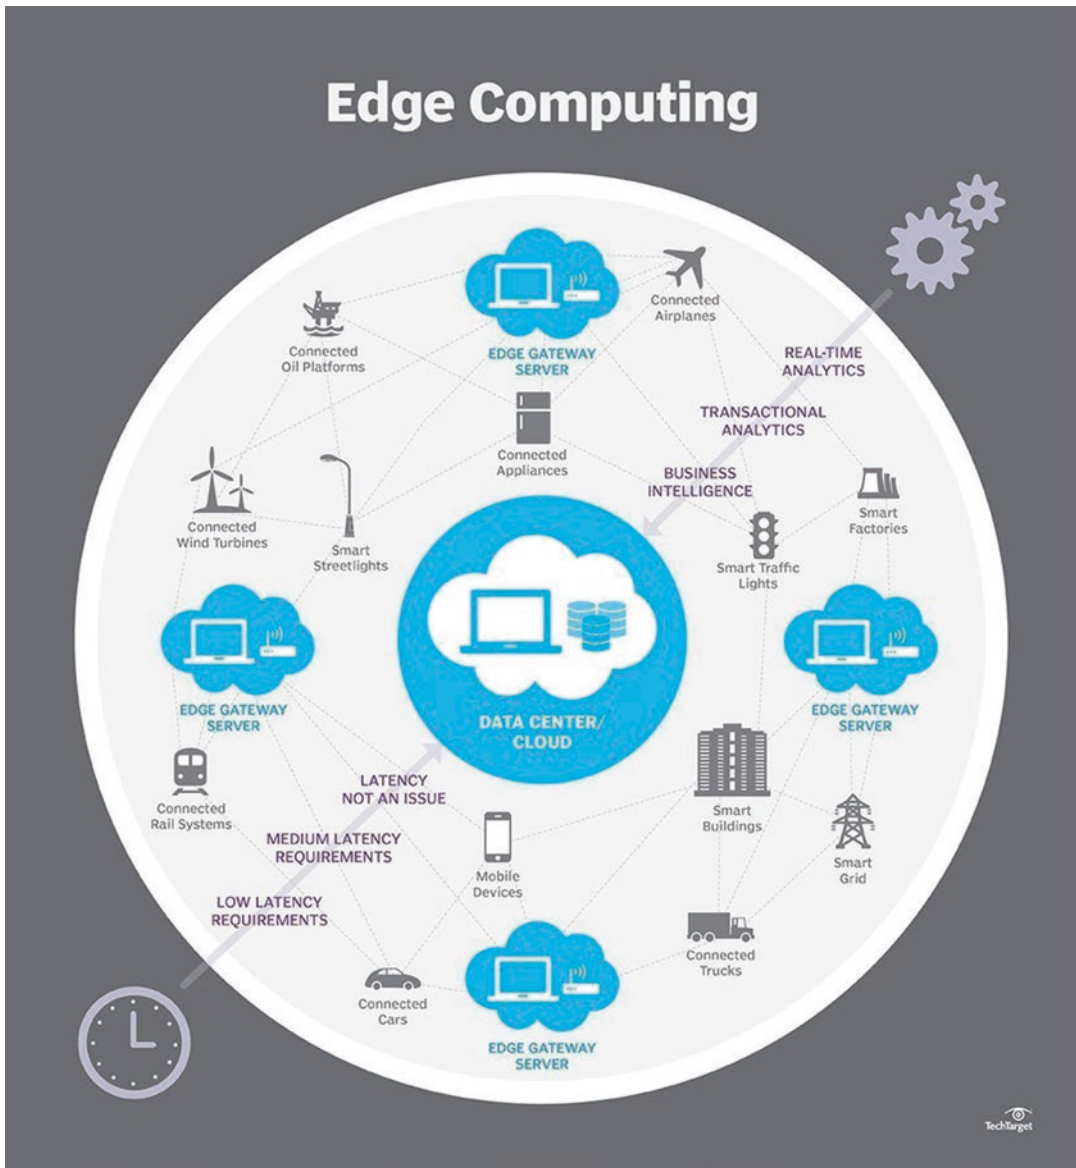 Edge Computing
Connected
Airplanes
Connected
Oil Platforms
EDGE GATEWAY
SERVER
REAL-TIME
ANALYTICS
TRANSACTIONAL
ANALYTICS
Connected
Appliances
BUSINESS
INTELLIGENCE
Connected
Wind Turbines
Smart
Streetlights
Smart
Factories
Smart Traffic
Lights
EDGE GATEWAY
SERVER
DATA CENTER/
CLOUD
EDGE GATEWAY
SERVER
LATENCY
NOT AN ISSUE
Connected
Rail Systems
Smart
Buildings
MEDIUM LATENCY
REQUIREMENTS
Mobile
Devices
Smart
Grid
LOW LATENCY
REQUIREMENTS
Connected
Trucks
Connected
Cars
EDGE GATEWAY
SERVER
TechTarget